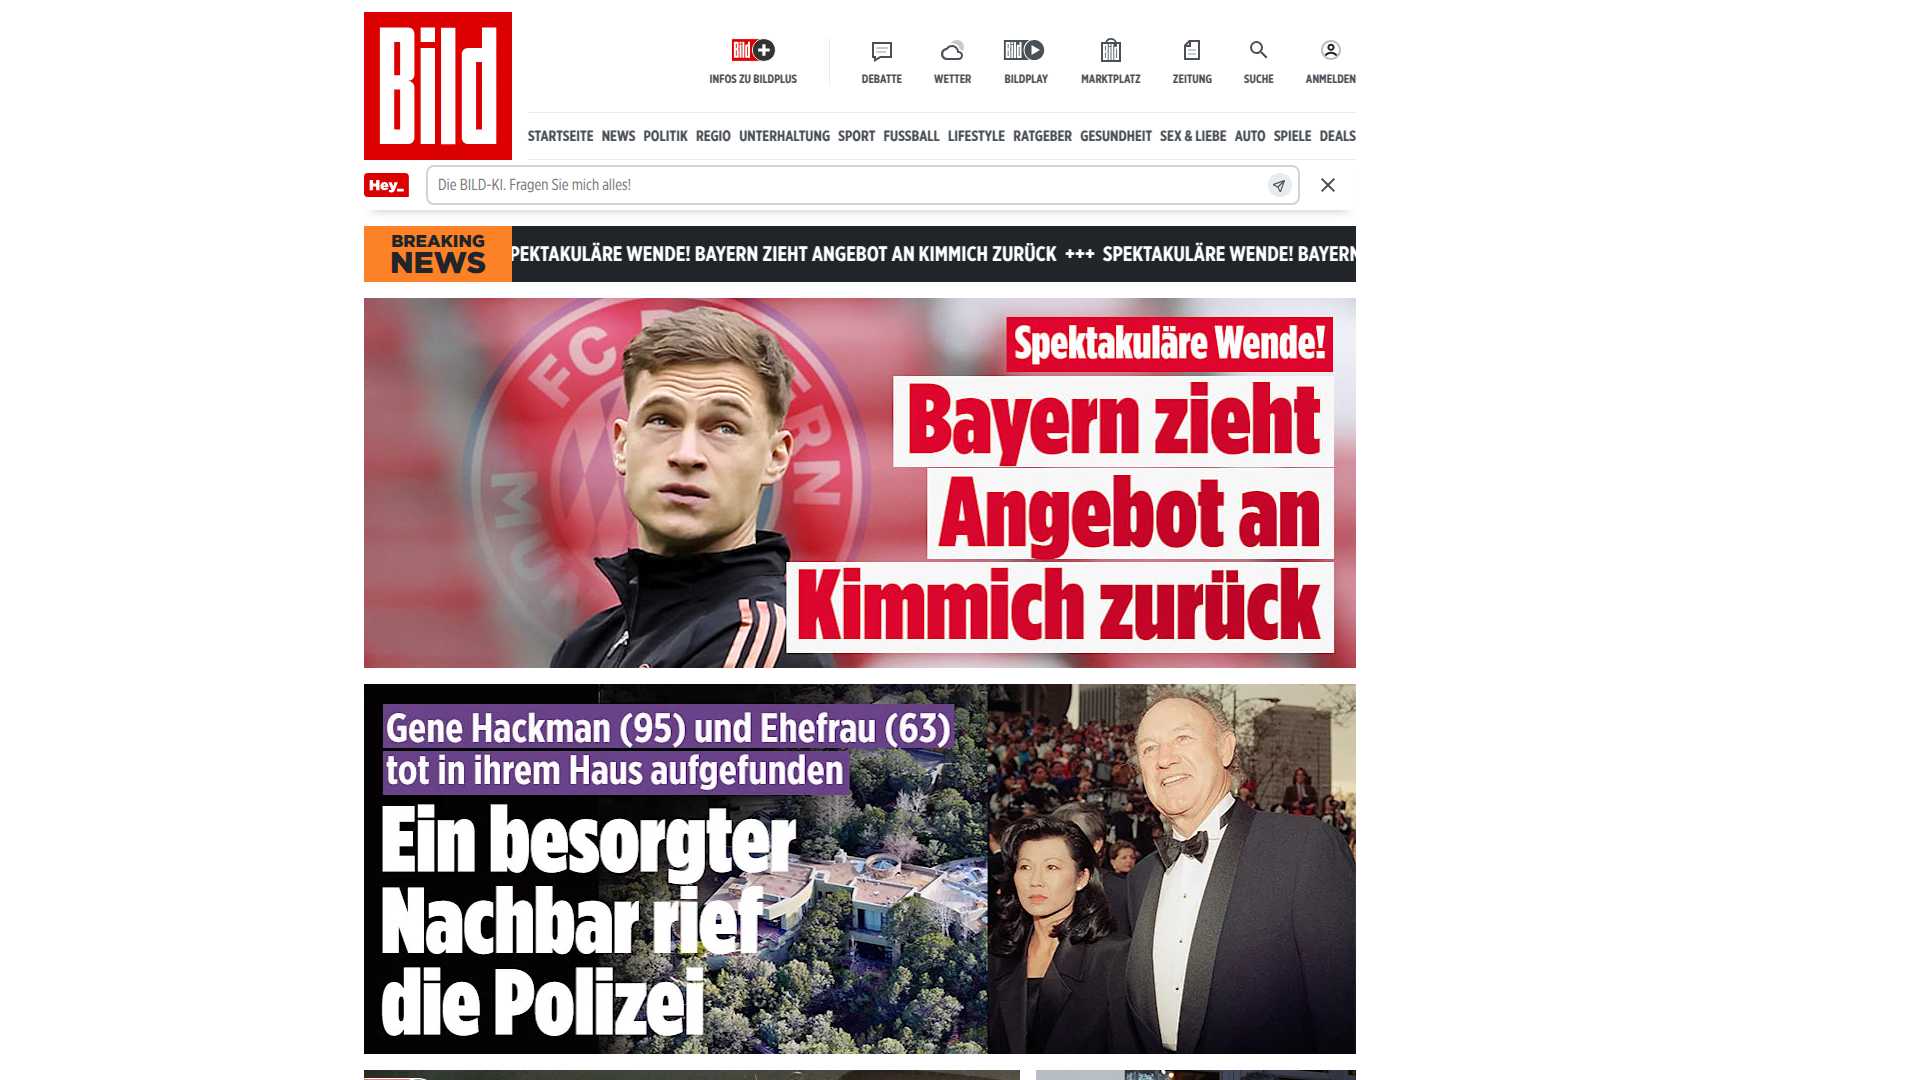 Bild
Bild
INFOS ZU BILDPLUS
DEBATTE
WETTER
Bild
BILDPLAY
Bild
MARKTPLATZ
ZEITUNG
SUCHE
ANMELDEN
STARTSEITE NEWS POLITIK REGIO UNTERHALTUNG SPORT FUSSBALL LIFESTYLE RATGEBER GESUNDHEIT SEX & LIEBE AUTO SPIELE DEALS
Hey_
Die BILD-KI. Fragen Sie mich alles!
BREAKING
NEWS
PEKTAKULÄRE WENDE! BAYERN ZIEHT ANGEBOT AN KIMMICH ZURÜCK +++ SPEKTAKULÄRE WENDE! BAYERN
Spektakuläre Wende!
Bayern zieht
Angebot an
Kimmich zurück
Gene Hackman (95) und Ehefrau (63)
tot in ihrem Haus aufgefunden
Ein besorgter
Nachbar rief
die Polizei